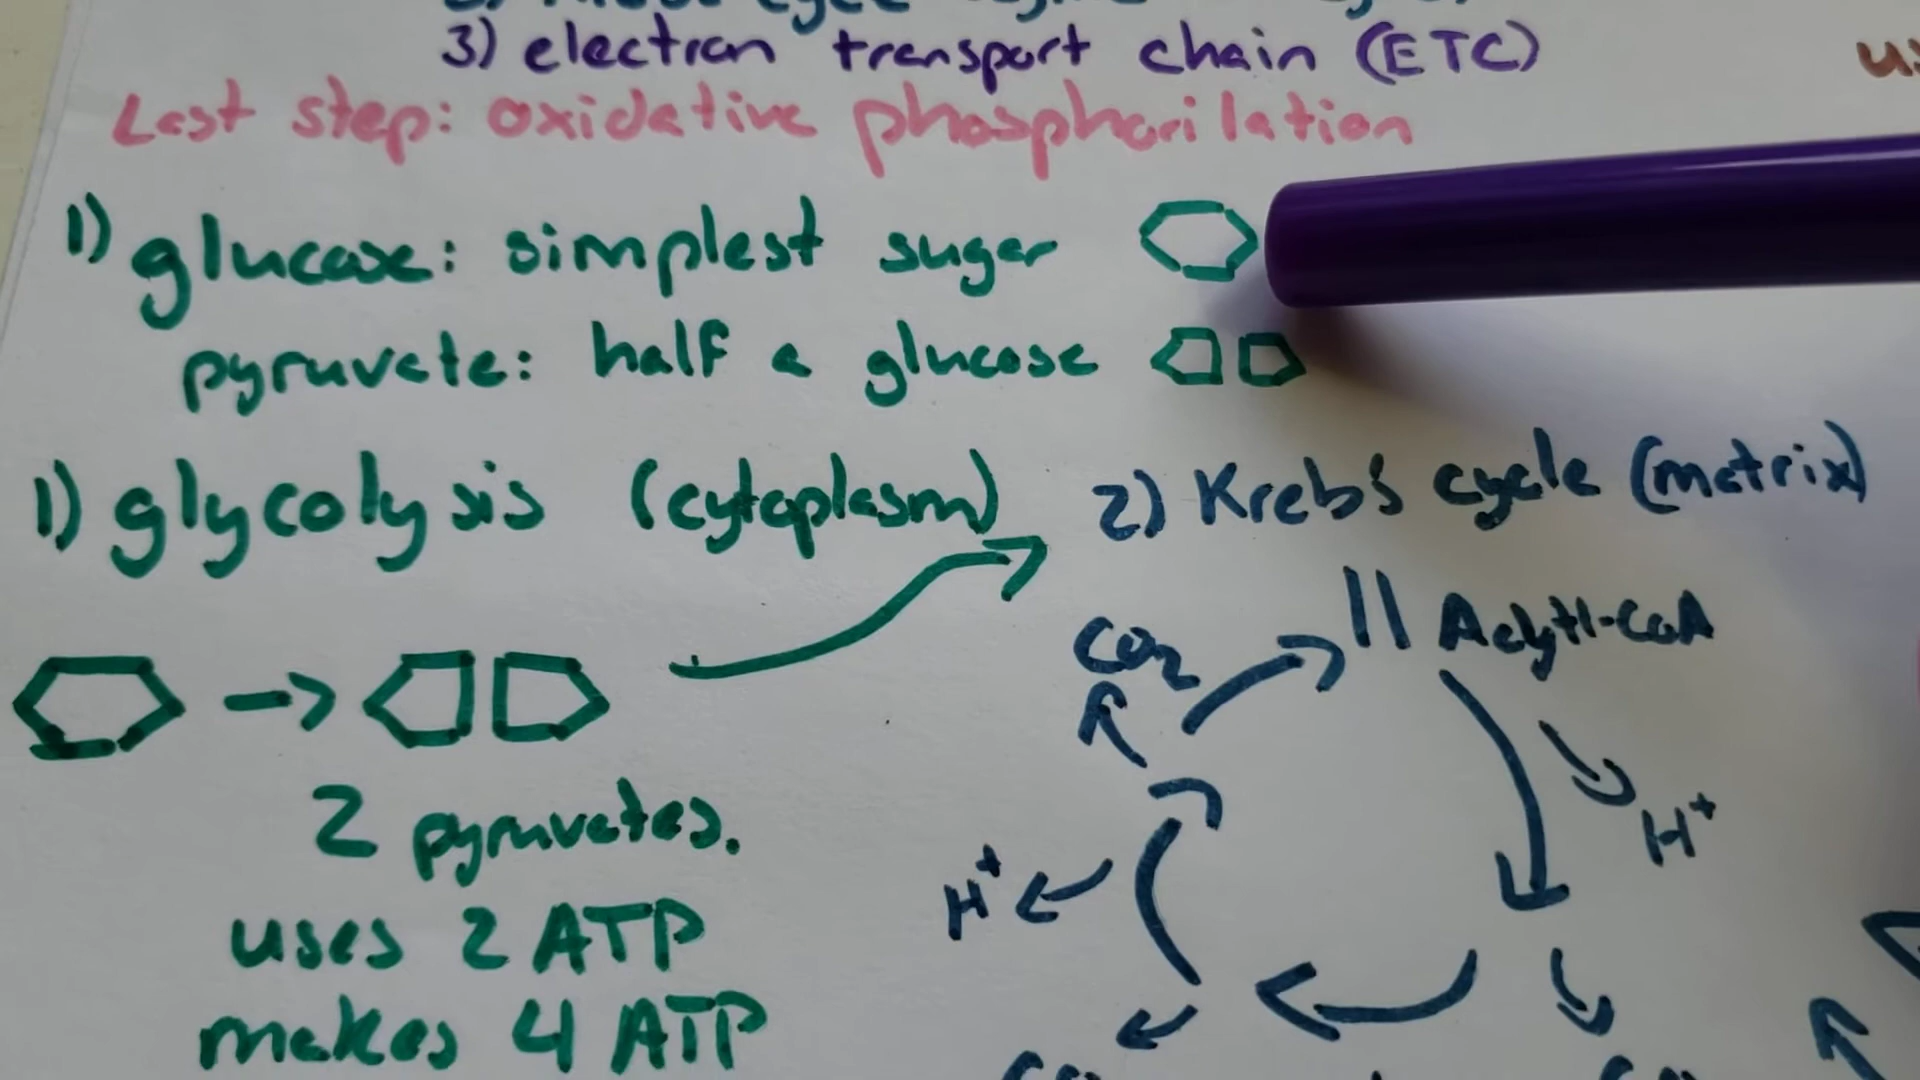 3) electron transport chain (ETC)
Last step: oxidative phosphorilation
1) glucose: simplest sugar
pyruvate: half a glucose
1) glycolysis (cytoplasm)
2) Kreb's cycle (matrix)
CO2
Aclytl-CoA
H+
H+
2 pyruvates.
uses 2 ATP
makes 4 ATP